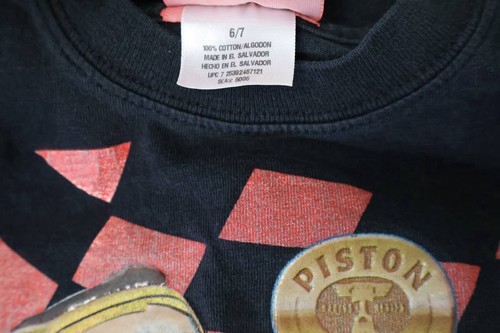 6/7
100% COTTON/ALGODON
MADE IN EL SALVADOR
HECHO EN EL SALVADOR
PISTON